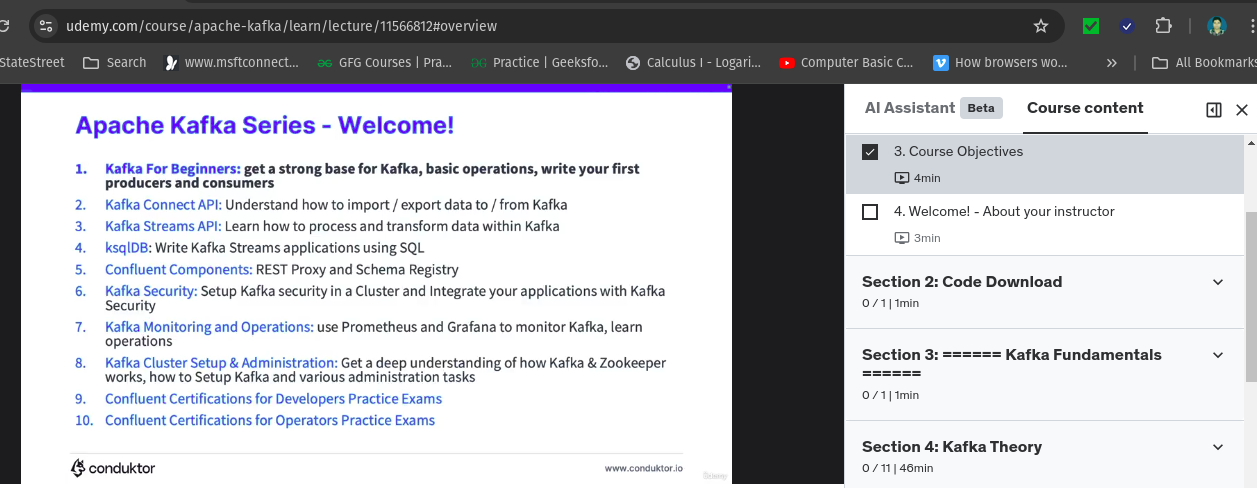 udemy.com/course/apache-kafka/learn/lecture/11566812#overview
StateStreet Search www.msftconnect... GFG Courses | Pra... Practice | Geeksfo... Calculus I - Logari... Computer Basic C... How browsers wo... » All Bookmarks
Apache Kafka Series - Welcome!
1. Kafka For Beginners: get a strong base for Kafka, basic operations, write your first
producers and consumers
2. Kafka Connect API: Understand how to import / export data to / from Kafka
3. Kafka Streams API: Learn how to process and transform data within Kafka
4. ksqlDB: Write Kafka Streams applications using SQL
5. Confluent Components: REST Proxy and Schema Registry
6. Kafka Security: Setup Kafka security in a Cluster and Integrate your applications with Kafka
Security
7. Kafka Monitoring and Operations: use Prometheus and Grafana to monitor Kafka, learn
operations
8. Kafka Cluster Setup & Administration: Get a deep understanding of how Kafka & Zookeeper
works, how to Setup Kafka and various administration tasks
9. Confluent Certifications for Developers Practice Exams
10. Confluent Certifications for Operators Practice Exams
conduktor
www.conduktor.io
Udemy
AI Assistant Beta Course content
3. Course Objectives
4min
4. Welcome! - About your instructor
3min
Section 2: Code Download
0 / 1 | 1min
Section 3: ====== Kafka Fundamentals
======
0 / 1 | 1min
Section 4: Kafka Theory
0 / 11 | 46min